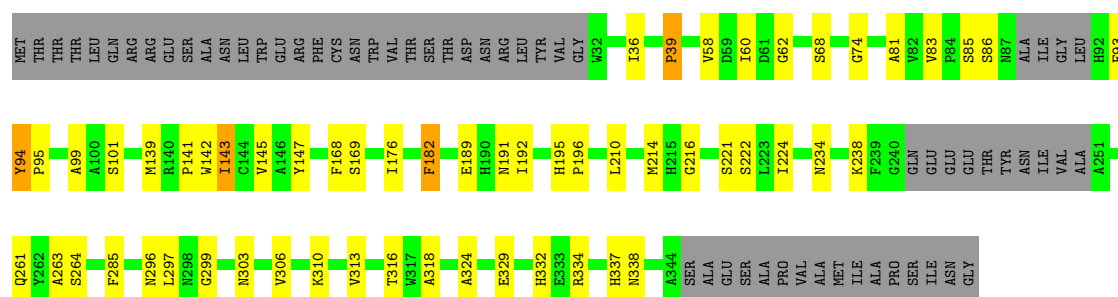 MET THR THR THR LEU GLN ARG ARG GLU SER ALA ASN LEU TRP GLU ARG PHE CYS ASN TRP VAL THR SER THR ASP ASN ARG LEU TYR VAL GLY W32 I36 P39 V58 D59 I60 D61 G62 S68 G74 A81 V82 V83 P84 S85 S86 N87 ALA ILE GLY LEU H92 F93
Y94 P95 A99 A100 S101 M139 R140 P141 W142 I143 C144 V145 A146 Y147 F168 S169 I176 F182 E189 H190 N191 I192 H195 P196 L210 M214 H215 G216 S221 S222 L223 I224 N234 K238 F239 G240 GLN GLU GLU GLU THR TYR ASN ILE VAL ALA A251
Q261 Y262 A263 S264 F285 N296 L297 N298 G299 N303 V306 K310 V313 T316 W317 A318 A324 E329 H332 E333 R334 H337 N338 A344 SER ALA GLU SER ALA PRO VAL ALA MET ILE ALA PRO SER ILE ASN GLY